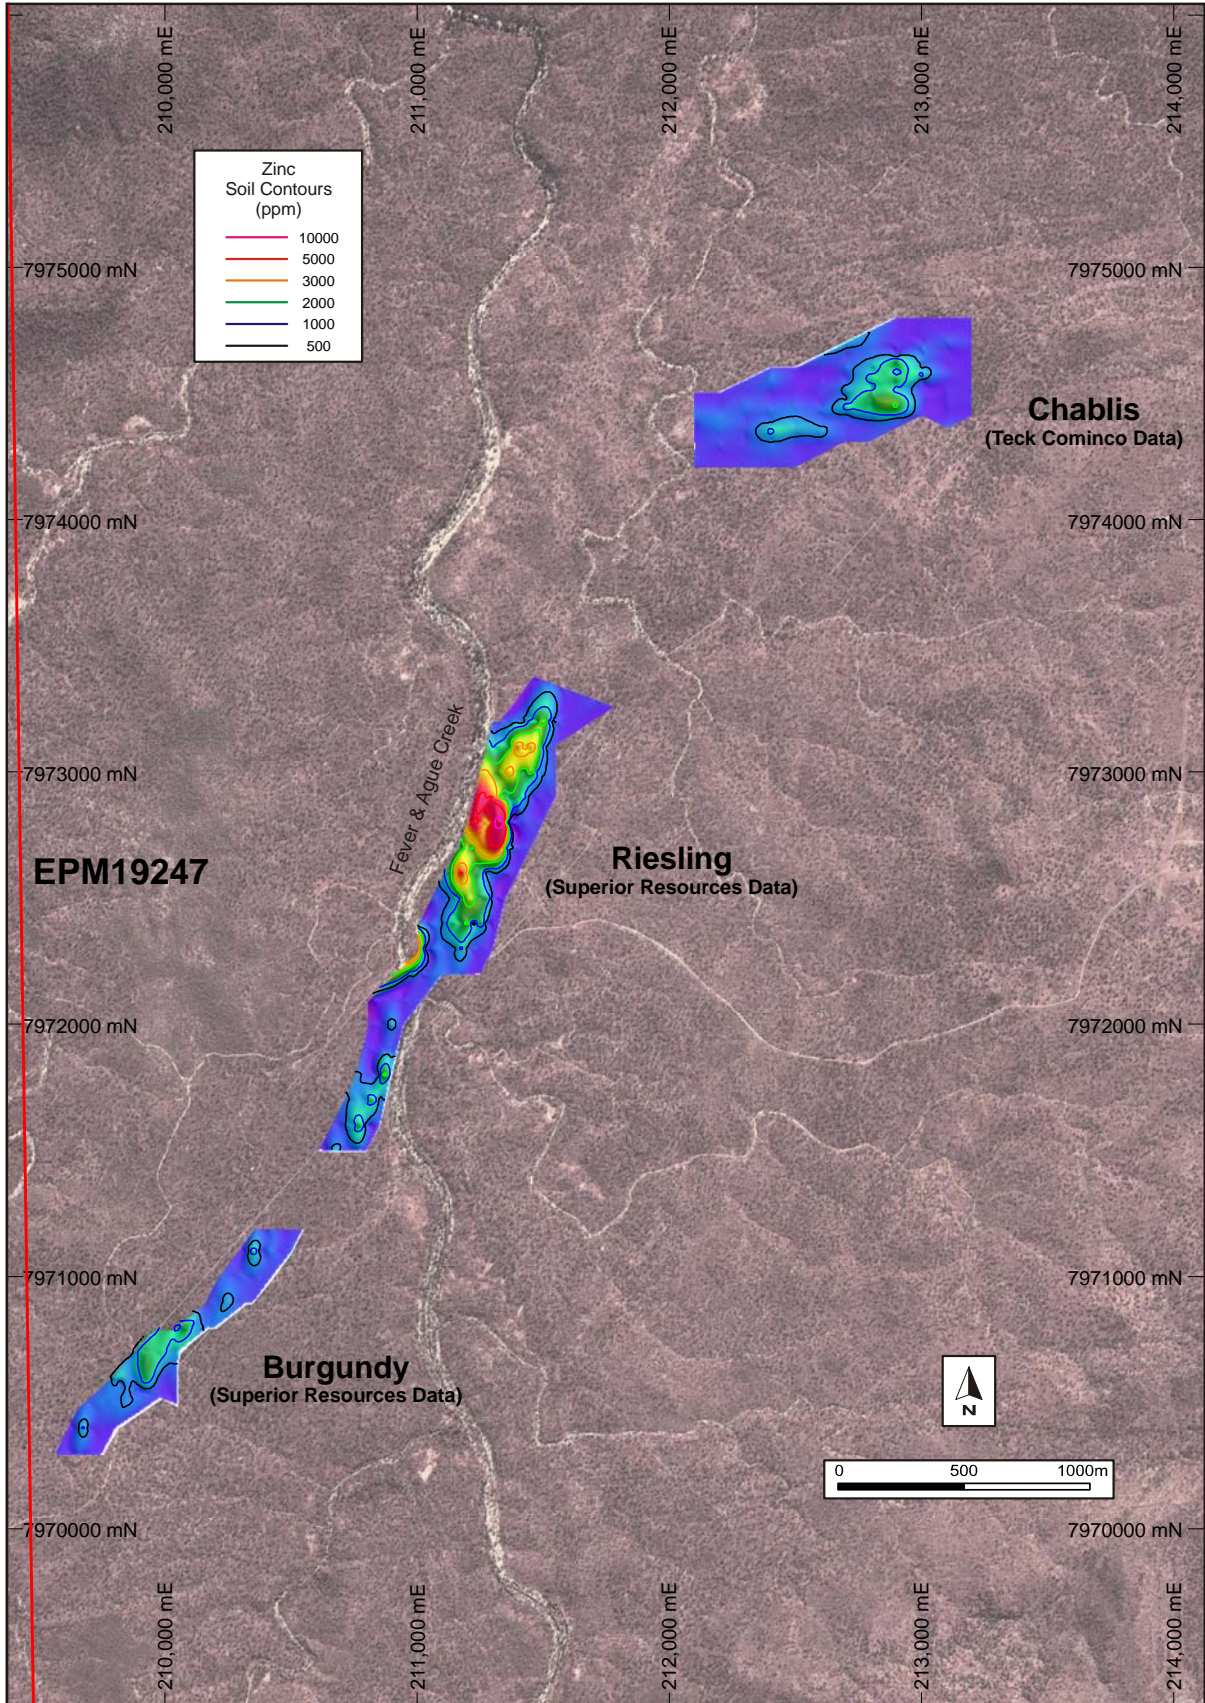 210,000 mE
211,000 mE
212,000 mE
213,000 mE
214,000 mE
Zinc
Soil Contours
(ppm)
10000
5000
3000
2000
1000
500
7975000 mN
7975000 mN
Chablis
(Teck Cominco Data)
7974000 mN
7974000 mN
Fever & Ague Creek
7973000 mN
7973000 mN
EPM19247
Riesling
(Superior Resources Data)
7972000 mN
7972000 mN
7971000 mN
7971000 mN
Burgundy
(Superior Resources Data)
N
0 500 1000m
7970000 mN
7970000 mN
210,000 mE
211,000 mE
212,000 mE
213,000 mE
214,000 mE